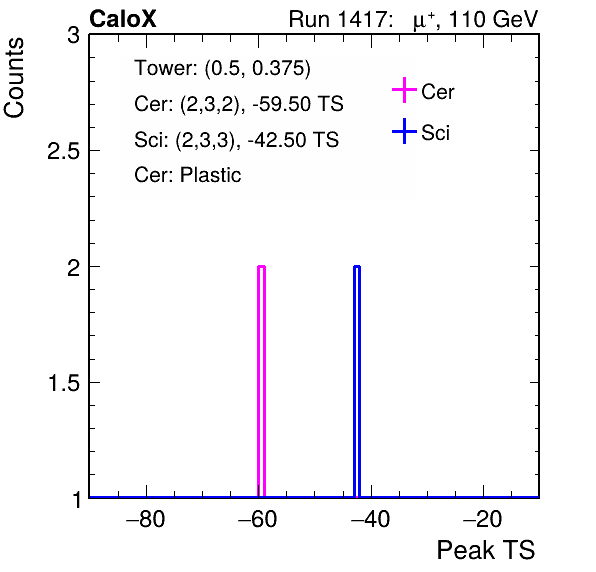 CaloX Run 1417: μ⁺, 110 GeV
Counts
3
2.5
2
1.5
1
Tower: (0.5, 0.375)
Cer: (2,3,2), -59.50 TS
Sci: (2,3,3), -42.50 TS
Cer: Plastic
Cer
Sci
−80 −60 −40 −20
Peak TS